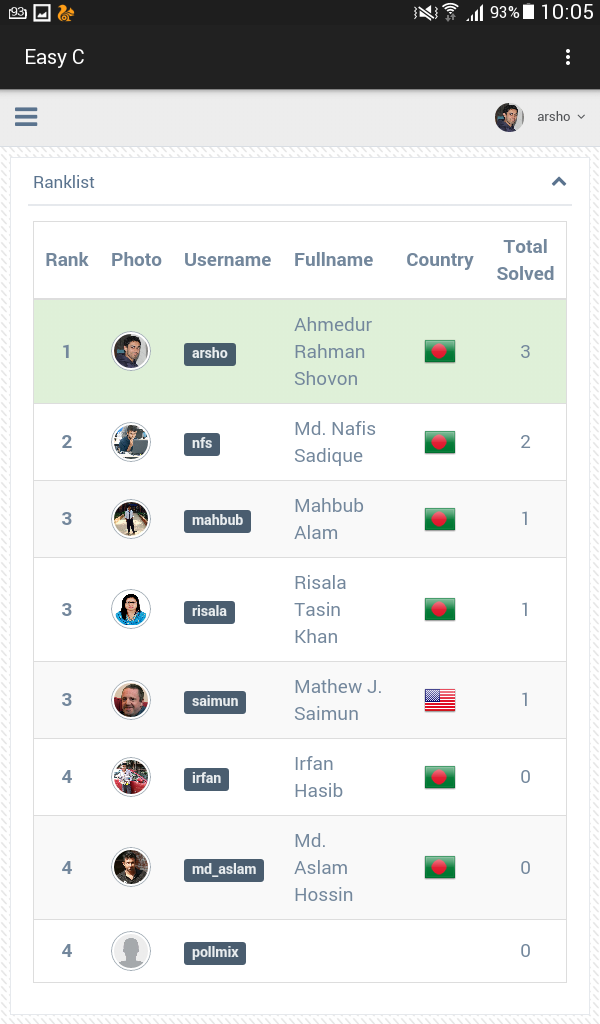 93 93% 10:05
Easy C
arsho
Ranklist
Rank Photo Username Fullname Country Total Solved
1 arsho Ahmedur Rahman Shovon 3
2 nfs Md. Nafis Sadique 2
3 mahbub Mahbub Alam 1
3 risala Risala Tasin Khan 1
3 saimun Mathew J. Saimun 1
4 irfan Irfan Hasib 0
4 md_aslam Md. Aslam Hossin 0
4 pollmix 0